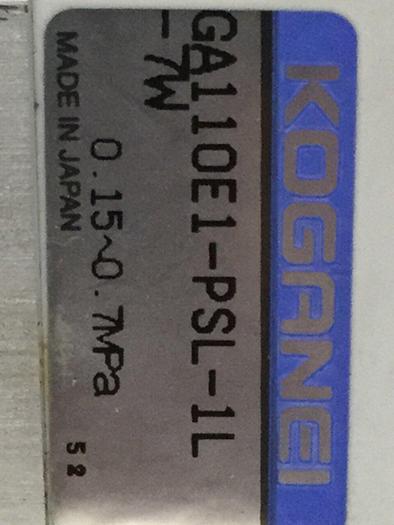 KOGANEI
GA110E1-PSL-1L
-7W
0.15~0.7MPa
MADE IN JAPAN 52